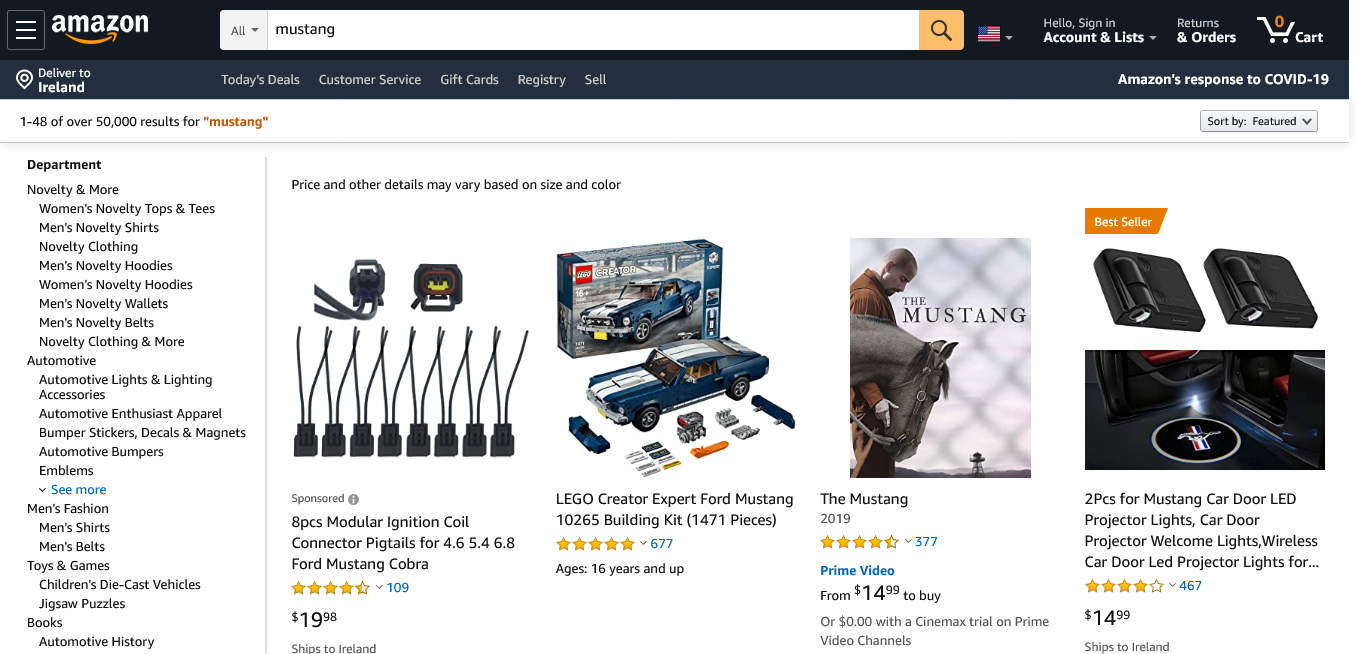 amazon
All
mustang
Hello, Sign in
Account & Lists
Returns
& Orders
0
Cart
Deliver to
Ireland
Today's Deals
Customer Service
Gift Cards
Registry
Sell
Amazon's response to COVID-19
1-48 of over 50,000 results for "mustang"
Sort by: Featured
Department
Novelty & More
Women's Novelty Tops & Tees
Men's Novelty Shirts
Novelty Clothing
Men's Novelty Hoodies
Women's Novelty Hoodies
Men's Novelty Wallets
Men's Novelty Belts
Novelty Clothing & More
Automotive
Automotive Lights & Lighting
Accessories
Automotive Enthusiast Apparel
Bumper Stickers, Decals & Magnets
Automotive Bumpers
Emblems
See more
Men's Fashion
Men's Shirts
Men's Belts
Toys & Games
Children's Die-Cast Vehicles
Jigsaw Puzzles
Books
Automotive History
Price and other details may vary based on size and color
Sponsored
8pcs Modular Ignition Coil
Connector Pigtails for 4.6 5.4 6.8
Ford Mustang Cobra
109
$19.98
Ships to Ireland
LEGO
CREATOR
16+
LEGO Creator Expert Ford Mustang
10265 Building Kit (1471 Pieces)
677
Ages: 16 years and up
THE
MUSTANG
The Mustang
2019
377
Prime Video
From $14.99 to buy
Or $0.00 with a Cinemax trial on Prime
Video Channels
Best Seller
2Pcs for Mustang Car Door LED
Projector Lights, Car Door
Projector Welcome Lights,Wireless
Car Door Led Projector Lights for...
467
$14.99
Ships to Ireland